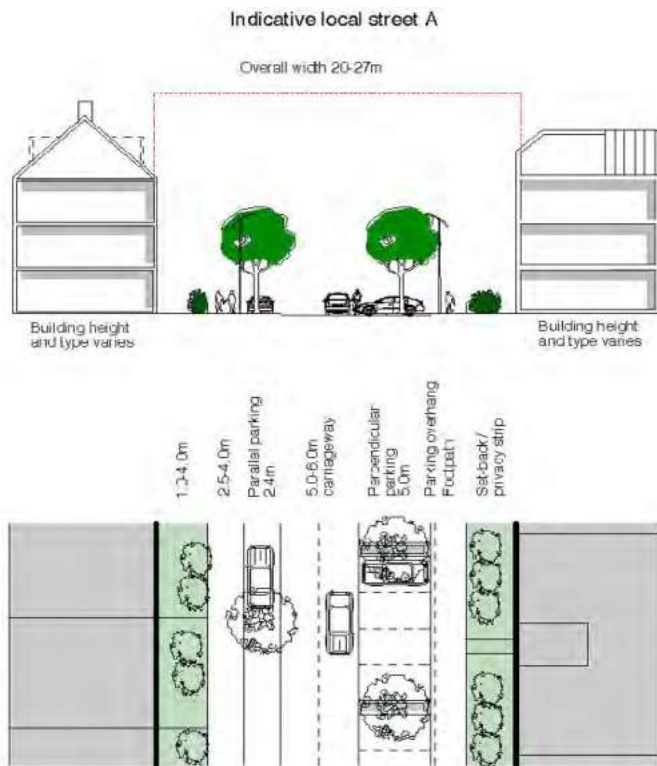 Indicative local street A
Overall width 20-27m
Building height
and type varies
Building height
and type varies
1.0-4.0m
2.5-4.0m
Parallel parking
2.4m
5.0-6.0m
carriageway
Perpendicular
parking
5.0m
Parking overhang
Footpath
Set-back/
privacy strip